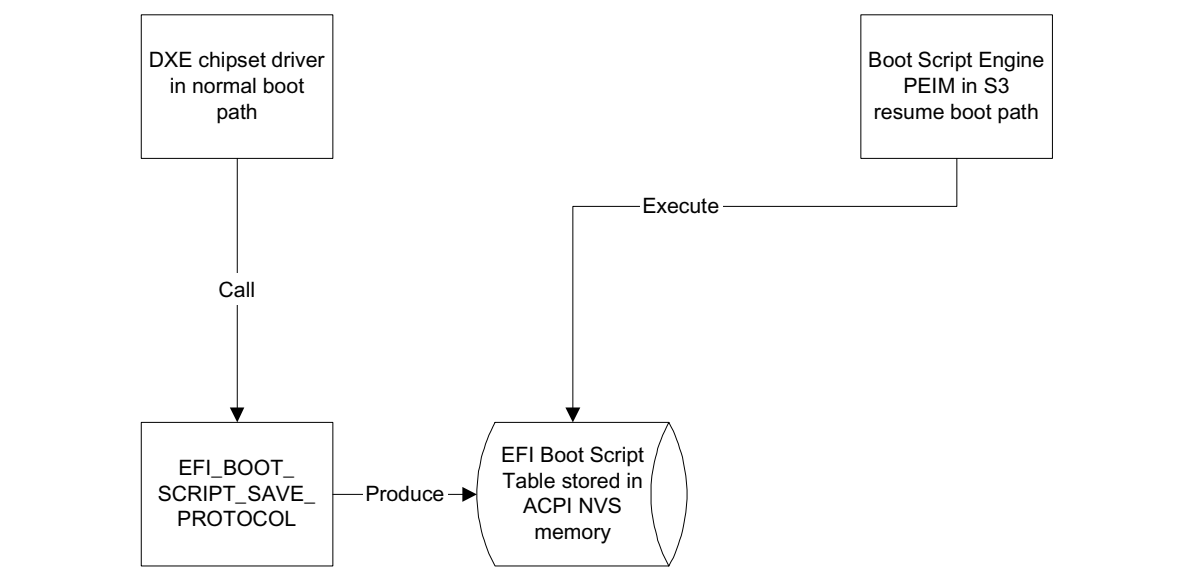 DXE chipset driver
in normal boot
path
Boot Script Engine
PEIM in S3
resume boot path
Execute
Call
EFI_BOOT_
SCRIPT_SAVE_
PROTOCOL
Produce
EFI Boot Script
Table stored in
ACPI NVS
memory